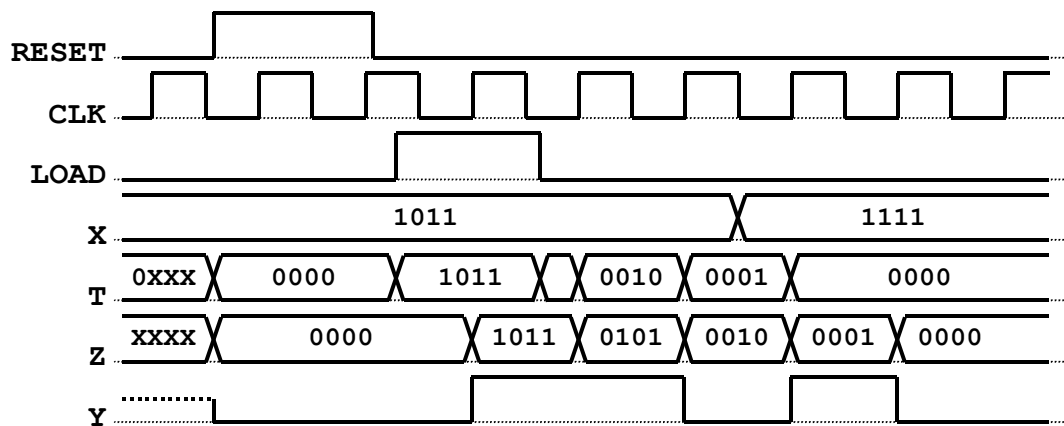 RESET
CLK
LOAD
X 1011 1111
T 0XXX 0000 1011 0010 0001 0000
Z XXXX 0000 1011 0101 0010 0001 0000
Y